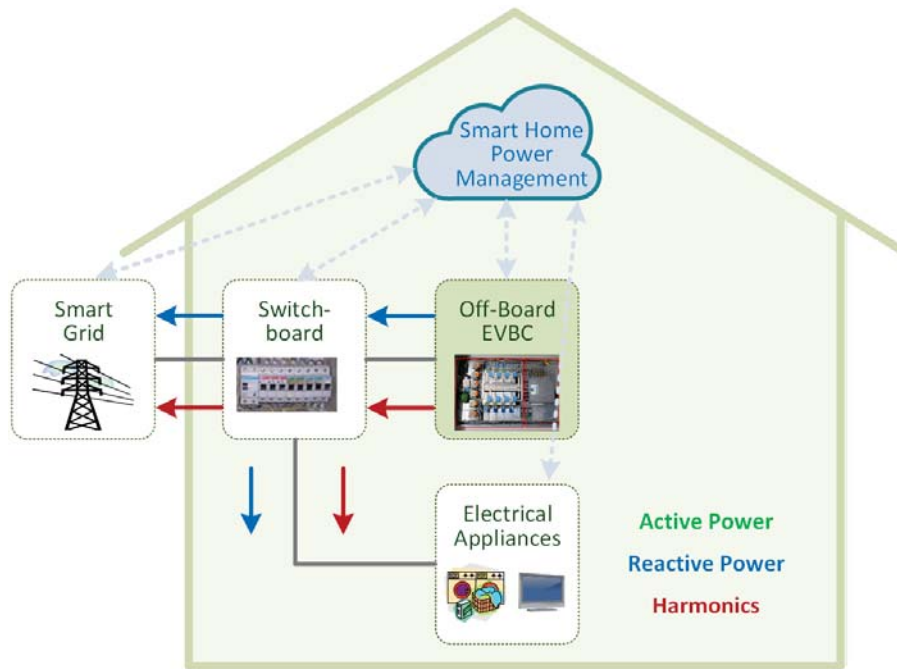 Smart Home
Power
Management
Smart
Grid
Switch-
board
Off-Board
EVBC
Electrical
Appliances
Active Power
Reactive Power
Harmonics